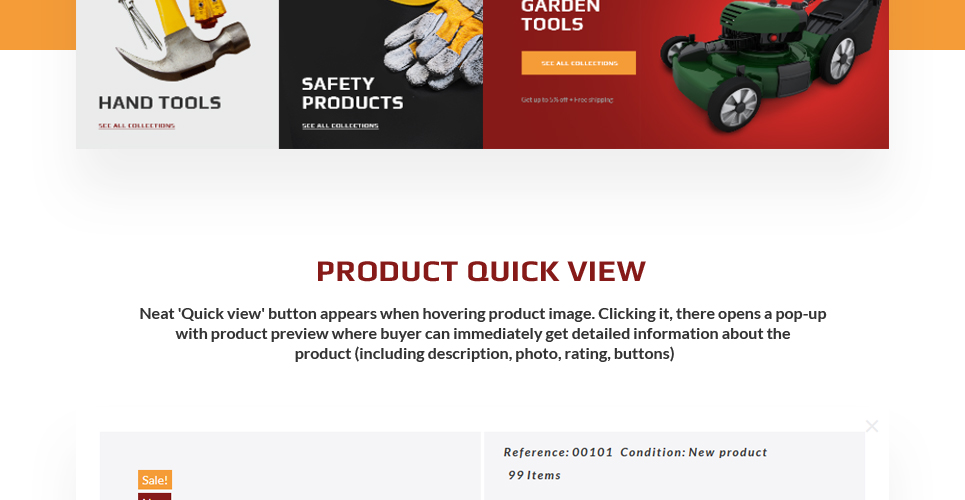 HAND TOOLS
SEE ALL COLLECTIONS
SAFETY
PRODUCTS
SEE ALL COLLECTIONS
GARDEN
TOOLS
SEE ALL COLLECTIONS
Get up to 5% off • Free shipping
PRODUCT QUICK VIEW
Neat 'Quick view' button appears when hovering product image. Clicking it, there opens a pop-up
with product preview where buyer can immediately get detailed information about the
product (including description, photo, rating, buttons)
Reference: 00101 Condition: New product
99 Items
Sale!